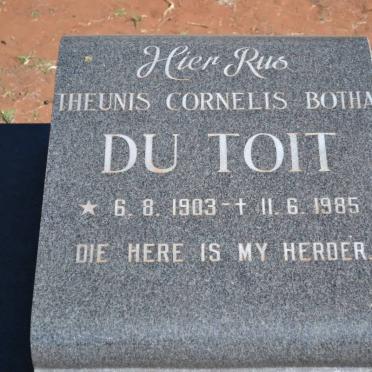 Hier Rus
THEUNIS CORNELIS BOTHA
DU TOIT
★ 6. 8. 1903 - ✝ 11. 6. 1985
DIE HERE IS MY HERDER.